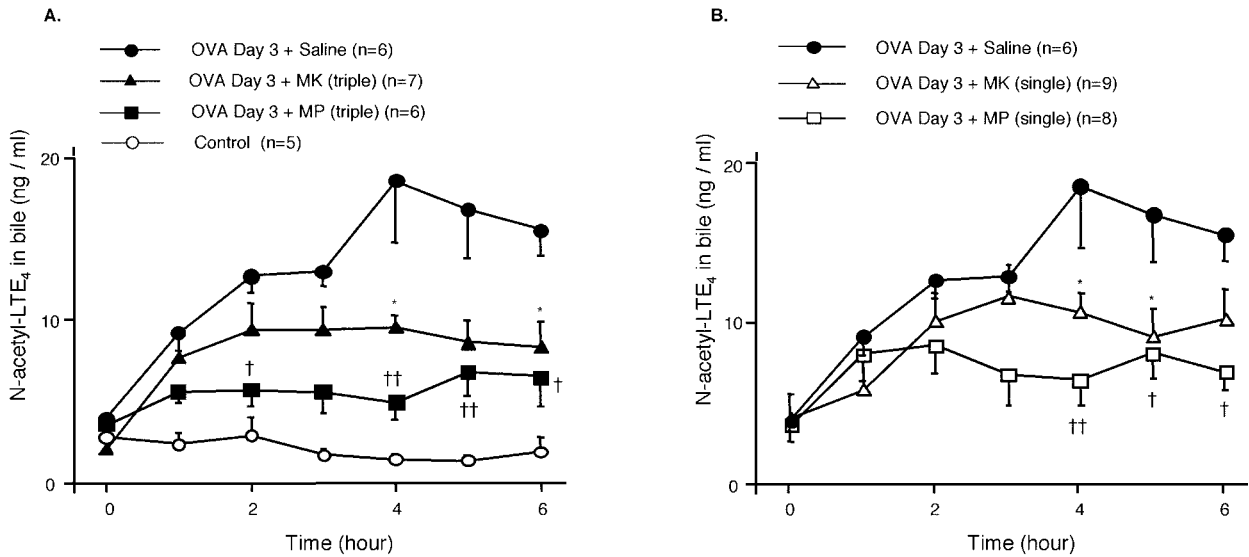 A.
OVA Day 3 + Saline (n=6)
OVA Day 3 + MK (triple) (n=7)
OVA Day 3 + MP (triple) (n=6)
Control (n=5)
N-acetyl-LTE4 in bile (ng / ml)
20
10
0
*
*
†
††
††
†
0
2
4
6
Time (hour)
B.
OVA Day 3 + Saline (n=6)
OVA Day 3 + MK (single) (n=9)
OVA Day 3 + MP (single) (n=8)
N-acetyl-LTE4 in bile (ng / ml)
20
10
0
*
*
††
†
†
0
2
4
6
Time (hour)